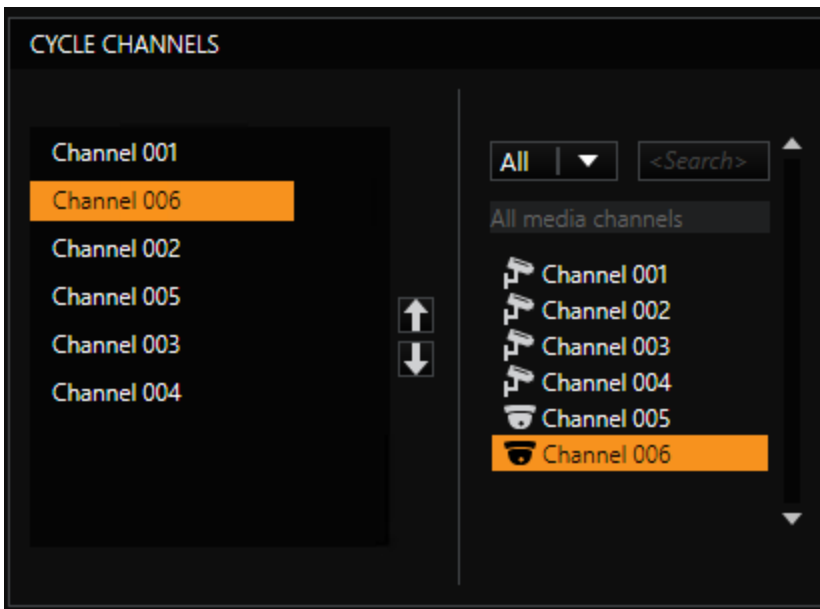 CYCLE CHANNELS
Channel 001
Channel 006
Channel 002
Channel 005
Channel 003
Channel 004
All
<Search>
All media channels
Channel 001
Channel 002
Channel 003
Channel 004
Channel 005
Channel 006